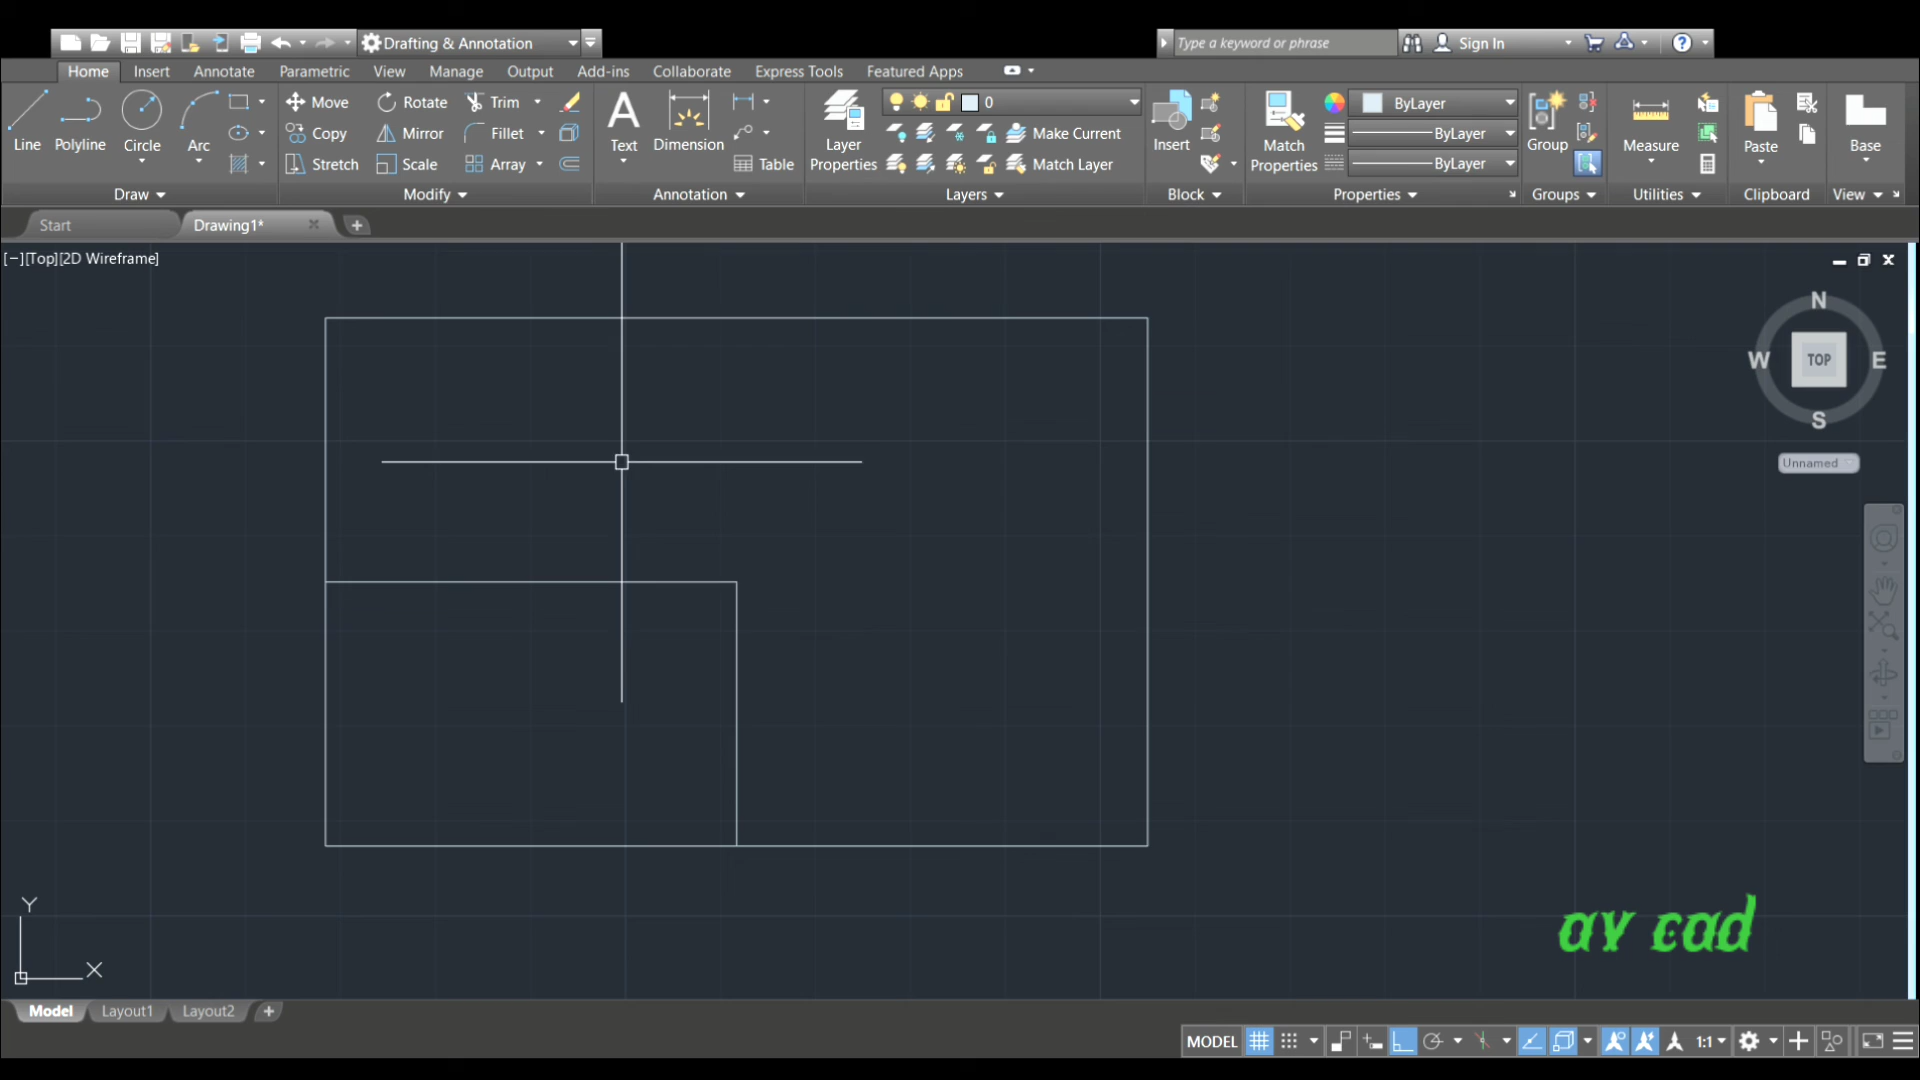 Drafting & Annotation
Type a keyword or phrase
Sign In
Home Insert Annotate Parametric View Manage Output Add-ins Collaborate Express Tools Featured Apps
Line
Polyline
Circle
Arc
Draw
Move
Rotate
Trim
Copy
Mirror
Fillet
Stretch
Scale
Array
Modify
Text
Dimension
Table
Annotation
Layer
Properties
0
Make Current
Match Layer
Layers
Insert
Block
Match
Properties
ByLayer
ByLayer
ByLayer
Properties
Group
Groups
Measure
Utilities
Paste
Clipboard
Base
View
Start
Drawing1*
[−][Top][2D Wireframe]
N
W
TOP
E
S
Unnamed
Y
X
ay cad
Model Layout1 Layout2
MODEL
1:1